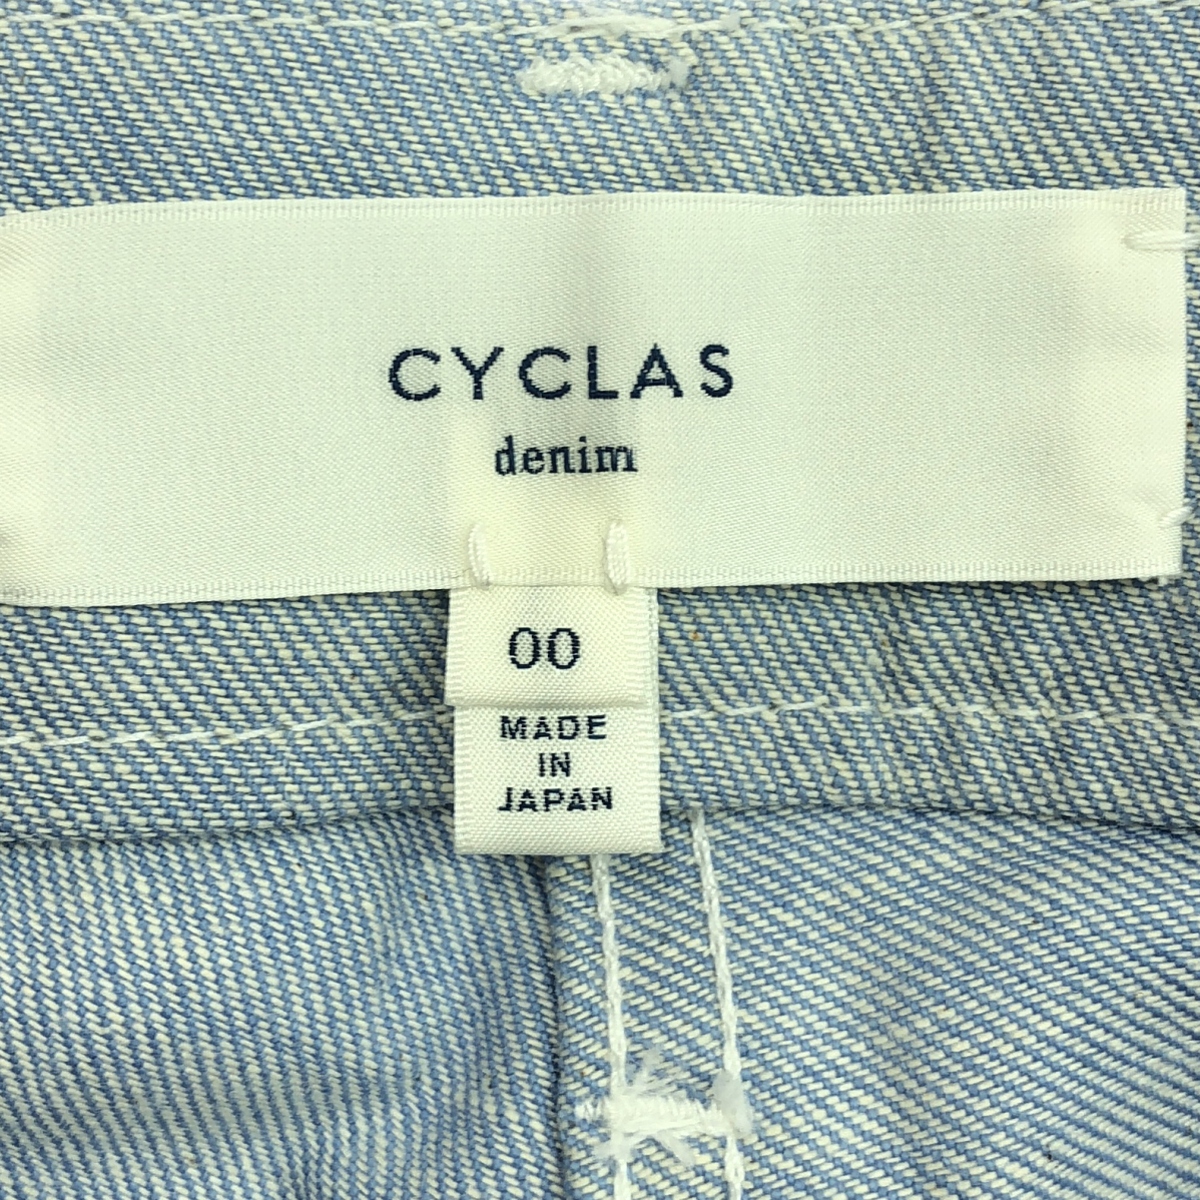 CYCLAS
denim
00
MADE
IN
JAPAN